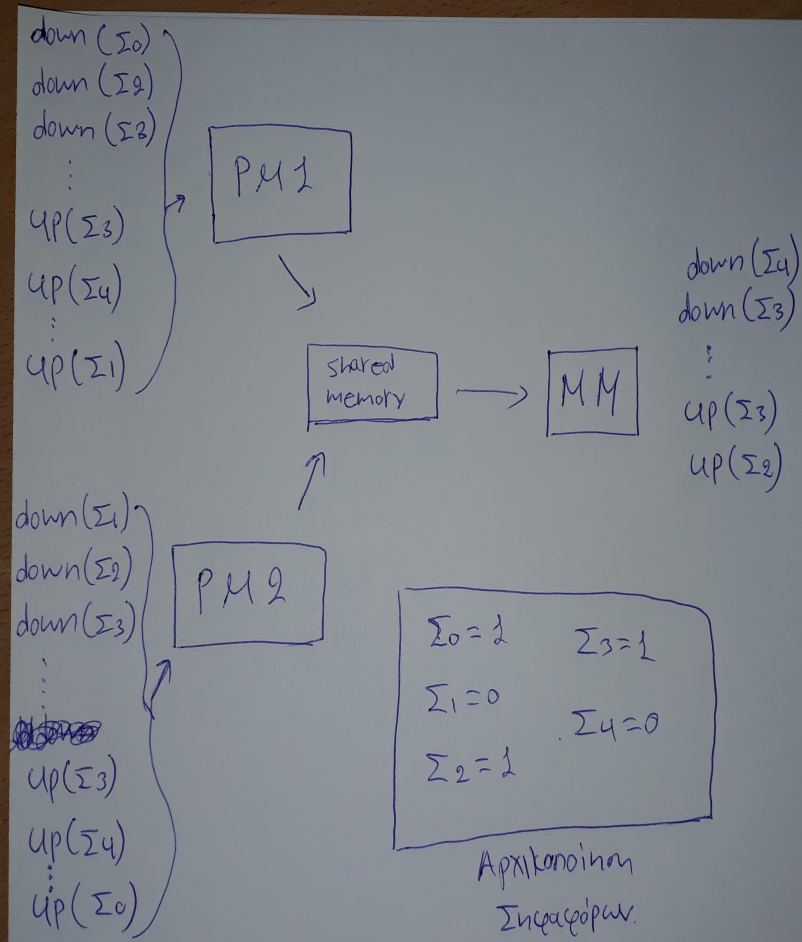 down (Σ0)
down (Σ2)
down (Σ3)
⋮
up(Σ3)
up(Σ4)
⋮
up(Σ1)
PM1
shared
memory
MM
down(Σ4)
down(Σ3)
⋮
up(Σ3)
up(Σ2)
down(Σ1)
down(Σ2)
down(Σ3)
⋮
up(Σ3)
up(Σ4)
⋮
up(Σ0)
PM2
Σ0=1 Σ3=1
Σ1=0 Σ4=0
Σ2=1
Αρχικοποίηση
Σηφαφόρων.